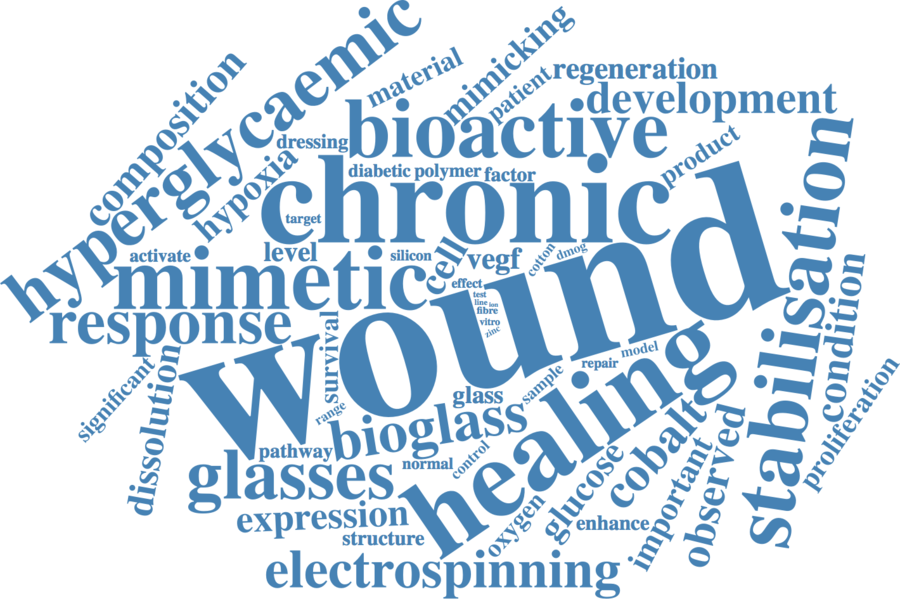 hyperglycaemic
composition
material
mimicking
patient
regeneration
development
bioactive
dressing
hypoxia
diabetic
polymer
factor
product
chronic
target
activate
level
silicon
cell
vegf
cotton
dmog
mimetic
effect
test
line
ion
fibre
vitro
zinc
response
wound
stabilisation
condition
proliferation
survival
significant
dissolution
range
repair
model
sample
glass
bioglass
healing
pathway
normal
control
glasses
cobalt
observed
important
glucose
oxygen
enhance
expression
structure
electrospinning